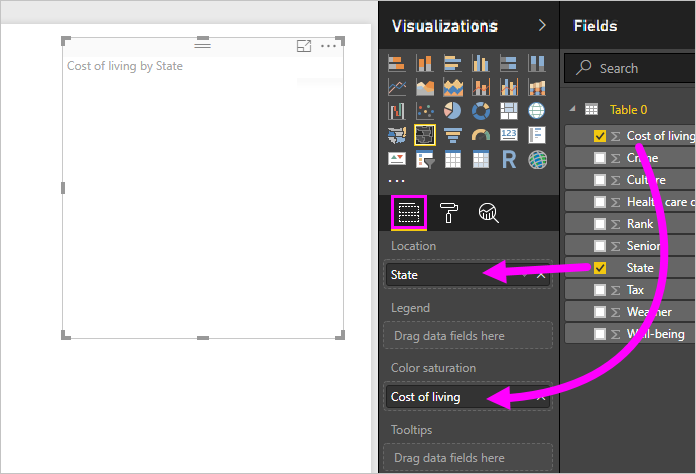 Visualizations
Fields
Cost of living by State
Search
Table 0
Cost of living
Crime
Culture
Health care
Rank
Senior
State
Tax
Weather
Well-being
123
R
Location
State
Legend
Drag data fields here
Color saturation
Cost of living
Tooltips
Drag data fields here